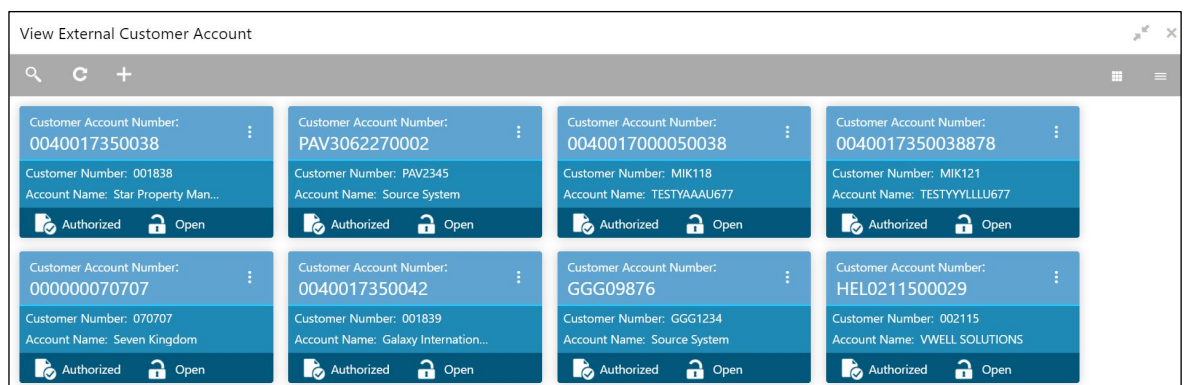 View External Customer Account
Customer Account Number:
0040017350038
Customer Number: 001838
Account Name: Star Property Man...
Authorized Open
Customer Account Number:
PAV3062270002
Customer Number: PAV2345
Account Name: Source System
Authorized Open
Customer Account Number:
0040017000050038
Customer Number: MIK118
Account Name: TESTYAAAU677
Authorized Open
Customer Account Number:
0040017350038878
Customer Number: MIK121
Account Name: TESTYYYLLLU677
Authorized Open
Customer Account Number:
000000070707
Customer Number: 070707
Account Name: Seven Kingdom
Authorized Open
Customer Account Number:
0040017350042
Customer Number: 001839
Account Name: Galaxy Internation...
Authorized Open
Customer Account Number:
GGG09876
Customer Number: GGG1234
Account Name: Source System
Authorized Open
Customer Account Number:
HEL0211500029
Customer Number: 002115
Account Name: VWELL SOLUTIONS
Authorized Open